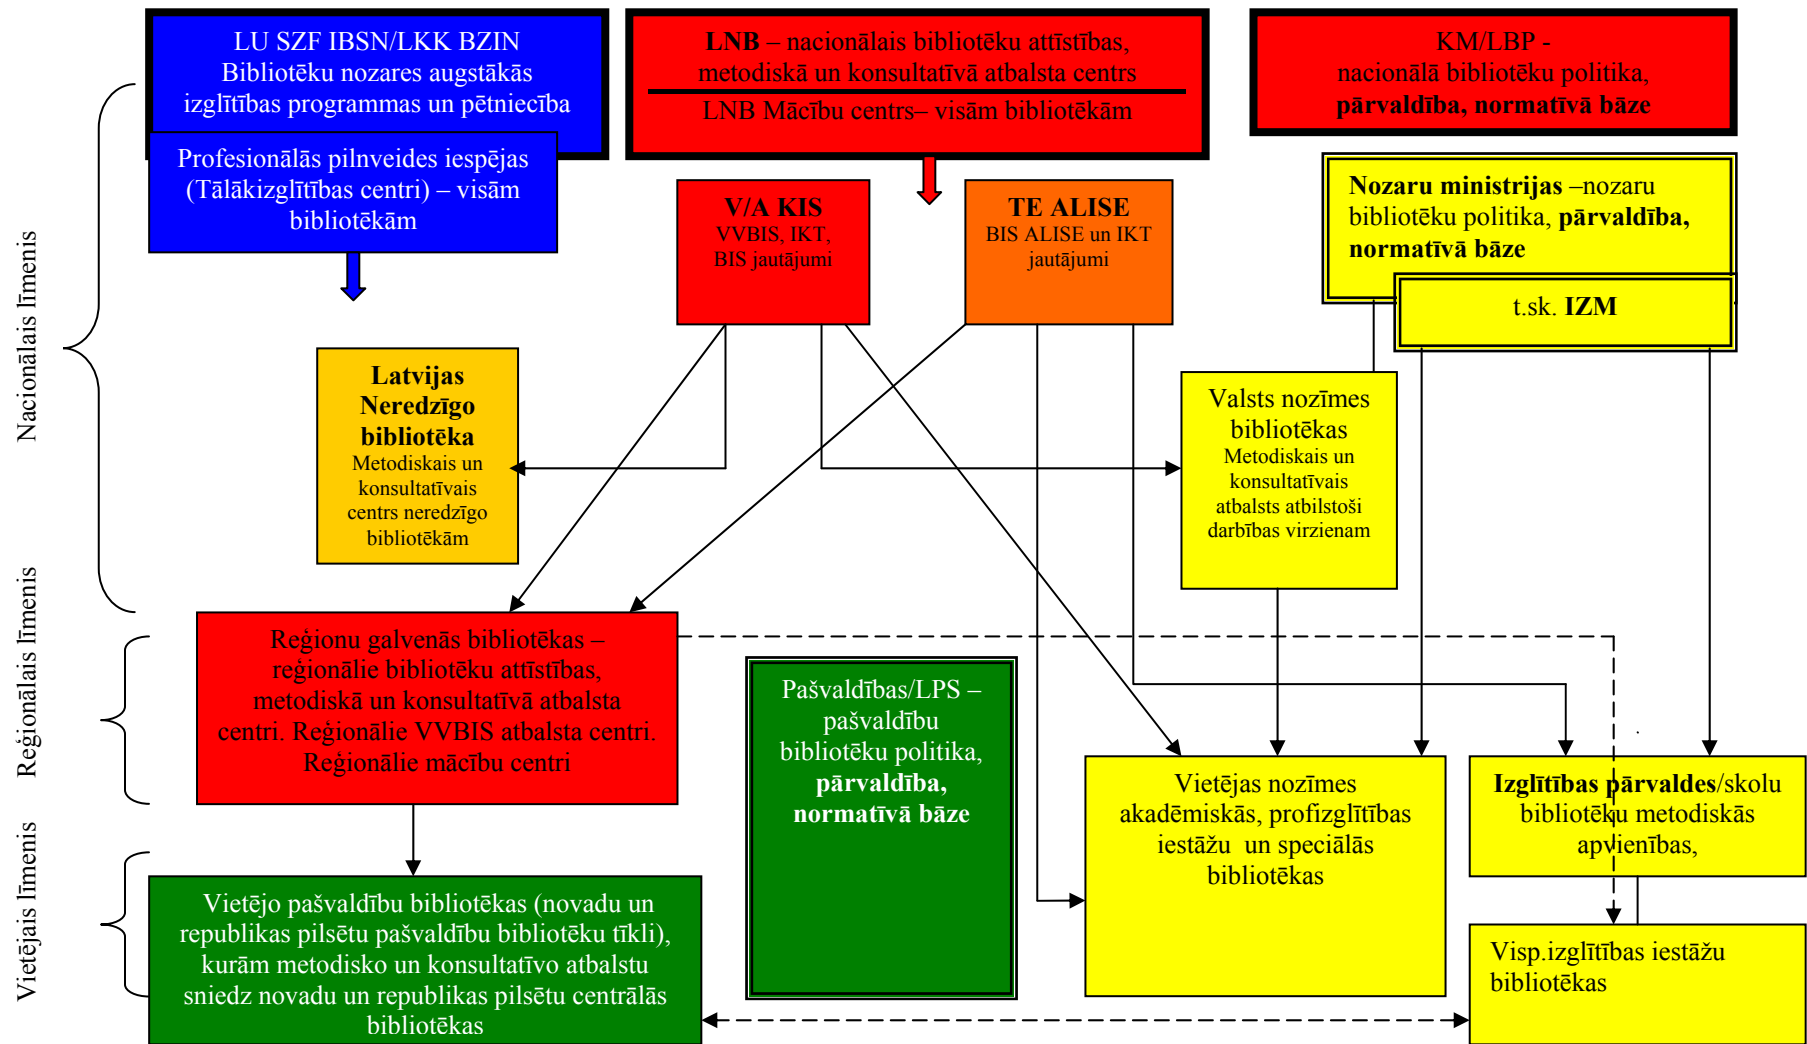 LU SZF IBSN/LKK BZIN
Bibliotēku nozares augstākās
izglītības programmas un pētniecība
Profesionālās pilnveides iespējas
(Tālākizglītības centri) – visām
bibliotēkām
LNB – nacionālais bibliotēku attīstības,
metodiskā un konsultatīvā atbalsta centrs
LNB Mācību centrs– visām bibliotēkām
KM/LBP -
nacionālā bibliotēku politika,
pārvaldība, normatīvā bāze
Nozaru ministrijas –nozaru
bibliotēku politika, pārvaldība,
normatīvā bāze
t.sk. IZM
V/A KIS
VVBIS, IKT,
BIS jautājumi
TE ALISE
BIS ALISE un IKT
jautājumi
Nacionālais līmenis
Latvijas
Neredzīgo
bibliotēka
Metodiskais un
konsultatīvais
centrs neredzīgo
bibliotēkām
Valsts nozīmes
bibliotēkas
Metodiskais un
konsultatīvais
atbalsts atbilstoši
darbības virzienam
Reģionālais līmenis
Reģionu galvenās bibliotēkas –
reģionālie bibliotēku attīstības,
metodiskā un konsultatīvā atbalsta
centri. Reģionālie VVBIS atbalsta centri.
Reģionālie mācību centri
Pašvaldības/LPS –
pašvaldību
bibliotēku politika,
pārvaldība,
normatīvā bāze
Vietējas nozīmes
akadēmiskās, profizglītības
iestāžu un speciālās
bibliotēkas
Izglītības pārvaldes/skolu
bibliotēku metodiskās
apvienības,
Vietējais līmenis
Vietējo pašvaldību bibliotēkas (novadu un
republikas pilsētu pašvaldību bibliotēku tīkli),
kurām metodisko un konsultatīvo atbalstu
sniedz novadu un republikas pilsētu centrālās
bibliotēkas
Visp.izglītības iestāžu
bibliotēkas